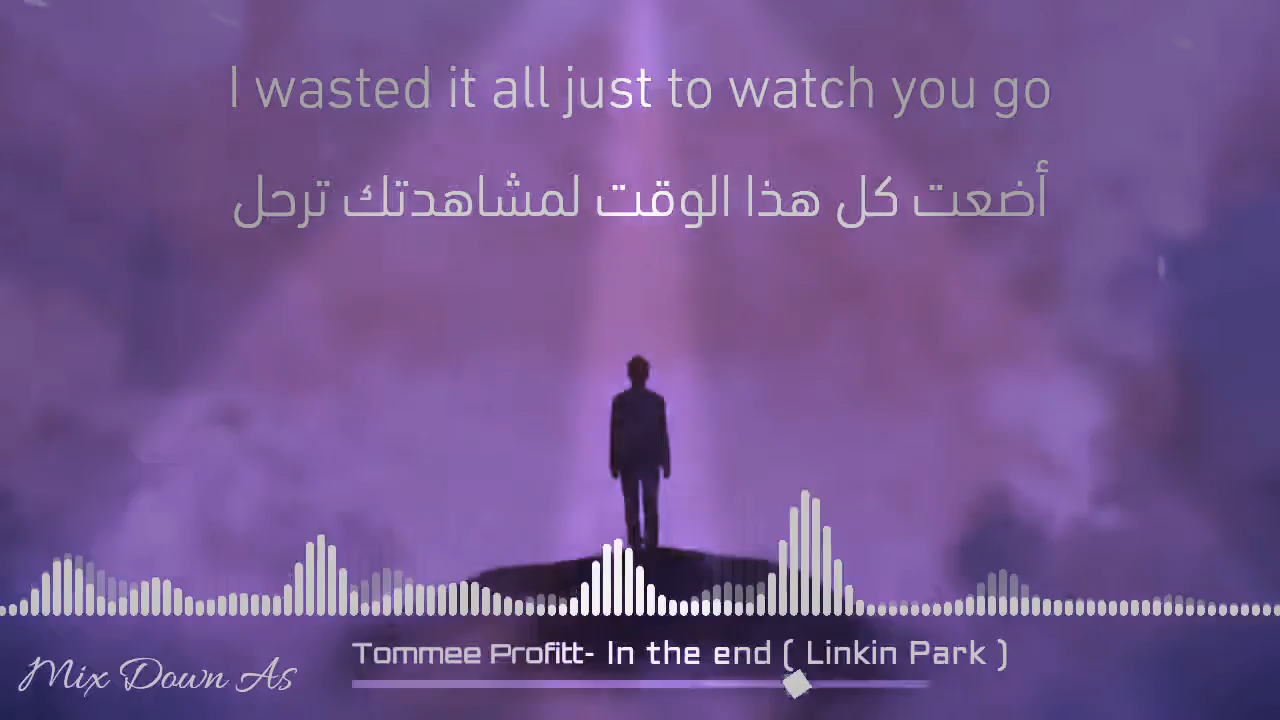 I wasted it all just to watch you go
أضعت كل هذا الوقت لمشاهدتك ترحل
Tommee Profitt- In the end ( Linkin Park )
Mix Down As